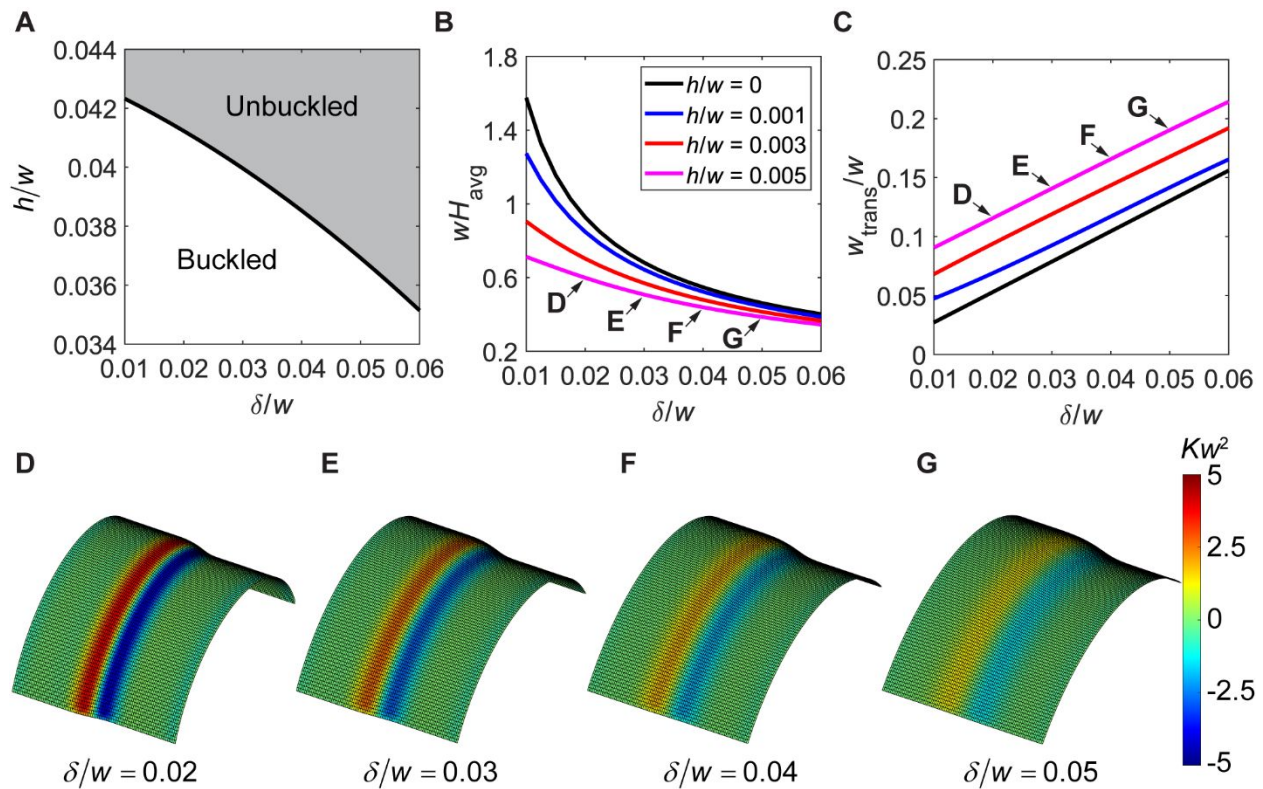 A
0.044
0.042
0.04
0.038
0.036
0.034
h/w
Unbuckled
Buckled
0.01 0.02 0.03 0.04 0.05 0.06
δ/w
B
1.8
1.4
1
0.6
0.2
wH_avg
h/w = 0
h/w = 0.001
h/w = 0.003
h/w = 0.005
D
E
F
G
0.01 0.02 0.03 0.04 0.05 0.06
δ/w
C
0.25
0.2
0.15
0.1
0.05
0
w_trans/w
G
F
E
D
0.01 0.02 0.03 0.04 0.05 0.06
δ/w
D
δ/w = 0.02
E
δ/w = 0.03
F
δ/w = 0.04
G
δ/w = 0.05
Kw²
5
2.5
0
-2.5
-5